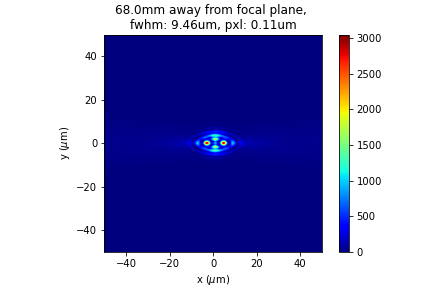 68.0mm away from focal plane,
fwhm: 9.46um, pxl: 0.11um
40
20
0
−20
−40
y (μm)
−40 −20 0 20 40
x (μm)
3000
2500
2000
1500
1000
500
0